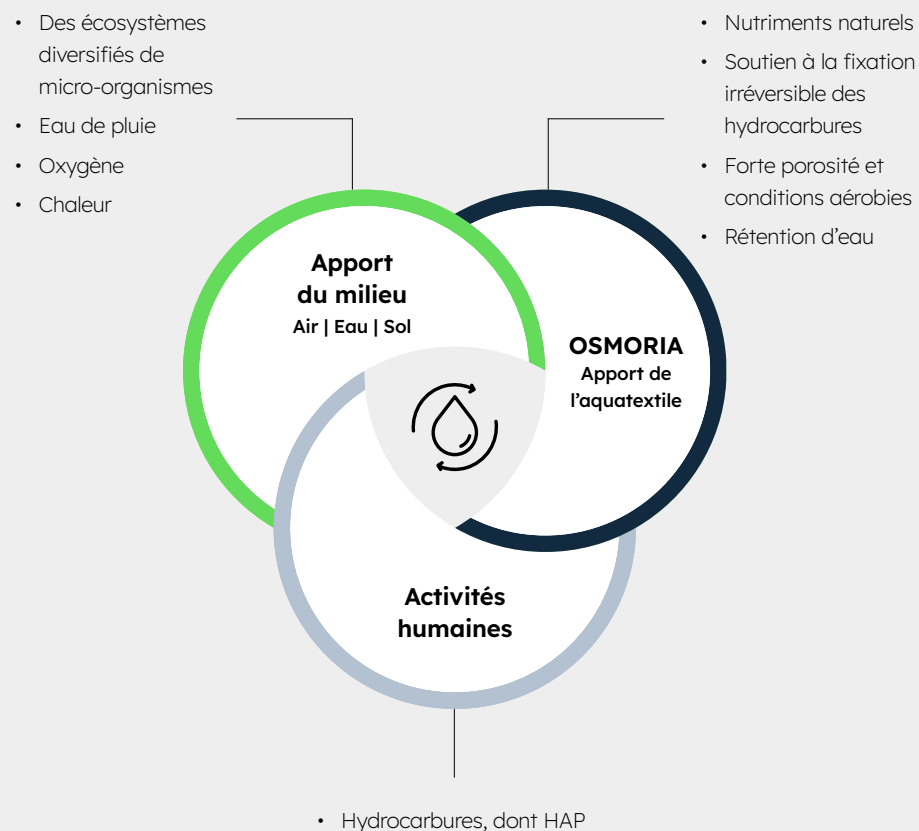 • Des écosystèmes
diversifiés de
micro-organismes
• Eau de pluie
• Oxygène
• Chaleur
• Nutriments naturels
• Soutien à la fixation
irréversible des
hydrocarbures
• Forte porosité et
conditions aérobies
• Rétention d’eau
Apport
du milieu
Air | Eau | Sol
OSMORIA
Apport de
l’aquatextile
Activités
humaines
• Hydrocarbures, dont HAP